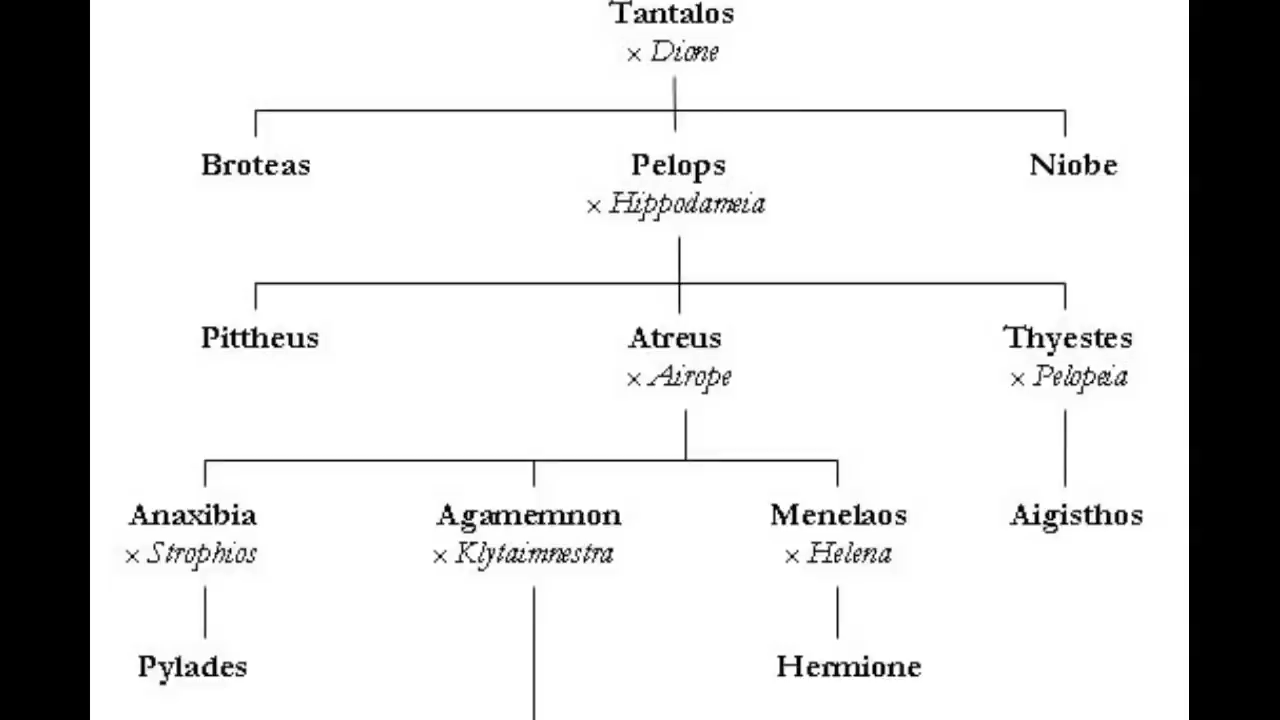 Tantalos
× Dione
Broteas Pelops Niobe
× Hippodameia
Pittheus Atreus Thyestes
× Airope × Pelopeia
Anaxibia Agamemnon Menelaos Aigisthos
× Strophios × Klytaimnestra × Helena
Pylades Hermione